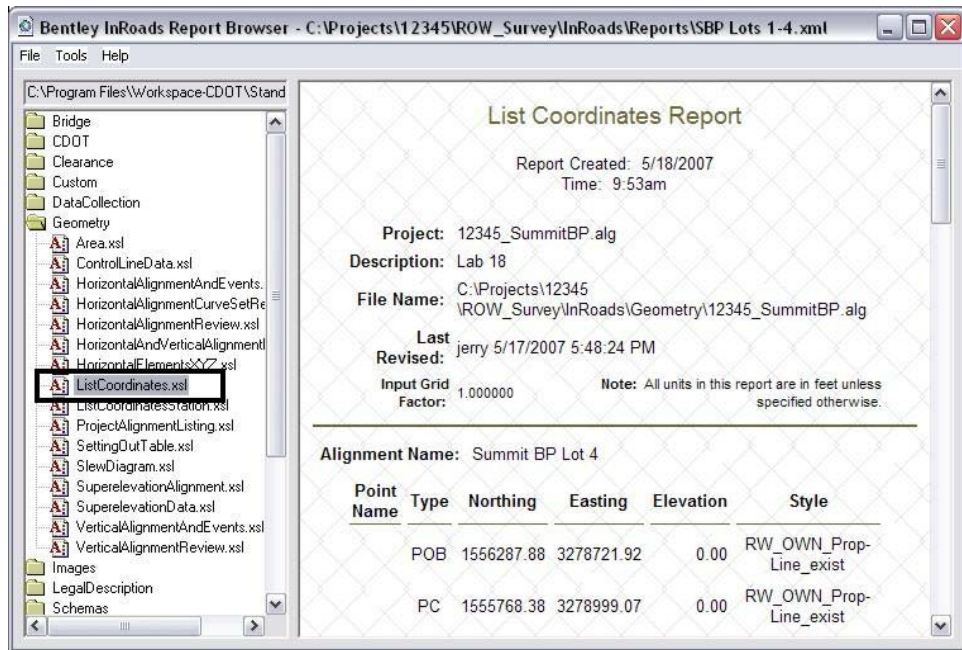 Bentley InRoads Report Browser - C:\Projects\12345\ROW_Survey\InRoads\Reports\SBP Lots 1-4.xml
File Tools Help
C:\Program Files\Workspace-CDOT\Stand
Bridge
CDOT
Clearance
Custom
DataCollection
Geometry
Area.xsl
ControlLineData.xsl
HorizontalAlignmentAndEvents.
HorizontalAlignmentCurveSetRe
HorizontalAlignmentReview.xsl
HorizontalAndVerticalAlignmentI
HorizontalElementsXYZ.xsl
ListCoordinates.xsl
ListCoordinatesStation.xsl
ProjectAlignmentListing.xsl
SettingOutTable.xsl
SlewDiagram.xsl
SuperelevationAlignment.xsl
SuperelevationData.xsl
VerticalAlignmentAndEvents.xsl
VerticalAlignmentReview.xsl
Images
LegalDescription
Schemas
List Coordinates Report
Report Created: 5/18/2007
Time: 9:53am
Project: 12345_SummitBP.alg
Description: Lab 18
File Name: C:\Projects\12345
\ROW_Survey\InRoads\Geometry\12345_SummitBP.alg
Last Revised: jerry 5/17/2007 5:48:24 PM
Input Grid Factor: 1.000000 Note: All units in this report are in feet unless
specified otherwise.
Alignment Name: Summit BP Lot 4
Point Name Type Northing Easting Elevation Style
POB 1556287.88 3278721.92 0.00 RW_OWN_Prop-
Line_exist
PC 1555768.38 3278999.07 0.00 RW_OWN_Prop-
Line_exist